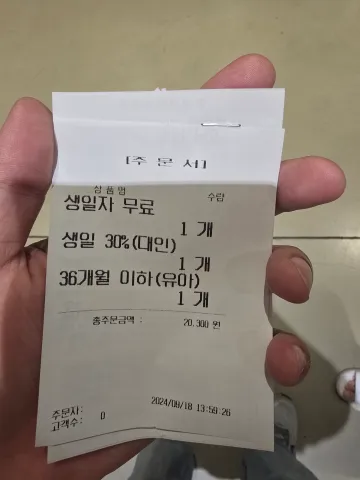 [주 문 서]
상품명 수량
생일자 무료
1 개
생일 30%(대인)
1 개
36개월 이하(유아)
1 개
총주문금액 : 20,300 원
2024/09/18 13:59:26
주문자:
고객수: 0